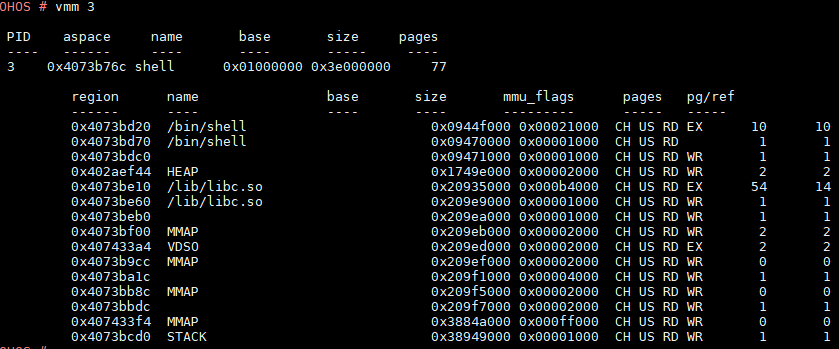 OHOS # vmm 3
PID aspace name base size pages
---- ------ ---- ---- ----- ----
3 0x4073b76c shell 0x01000000 0x3e000000 77
region name base size mmu_flags pages pg/ref
------ ---- ---- ---- --------- ----- -----
0x4073bd20 /bin/shell 0x0944f000 0x00021000 CH US RD EX 10 10
0x4073bd70 /bin/shell 0x09470000 0x00001000 CH US RD 1 1
0x4073bdc0 0x09471000 0x00001000 CH US RD WR 1 1
0x402aef44 HEAP 0x1749e000 0x00002000 CH US RD WR 2 2
0x4073be10 /lib/libc.so 0x20935000 0x000b4000 CH US RD EX 54 14
0x4073be60 /lib/libc.so 0x209e9000 0x00001000 CH US RD WR 1 1
0x4073beb0 0x209ea000 0x00001000 CH US RD WR 1 1
0x4073bf00 MMAP 0x209eb000 0x00002000 CH US RD WR 2 2
0x407433a4 VDSO 0x209ed000 0x00002000 CH US RD EX 2 2
0x4073b9cc MMAP 0x209ef000 0x00002000 CH US RD WR 0 0
0x4073ba1c 0x209f1000 0x00004000 CH US RD WR 1 1
0x4073bb8c MMAP 0x209f5000 0x00002000 CH US RD WR 0 0
0x4073bbdc 0x209f7000 0x00002000 CH US RD WR 1 1
0x407433f4 MMAP 0x3884a000 0x000ff000 CH US RD WR 0 0
0x4073bcd0 STACK 0x38949000 0x00001000 CH US RD WR 1 1
OHOS #